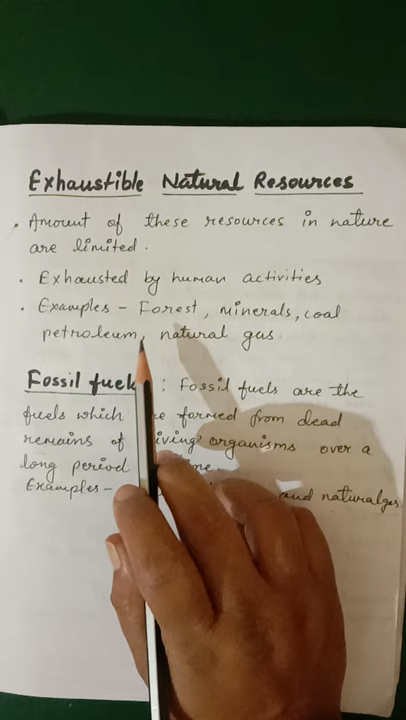 Exhaustible Natural Resources
. Amount of these resources in nature
are limited.
. Exhausted by human activities
. Examples - Forest, minerals, coal
petroleum, natural gas
Fossil fuel : Fossil fuels are the
fuels which formed from dead
remains of living organisms over a
long period
Examples - and naturalgas